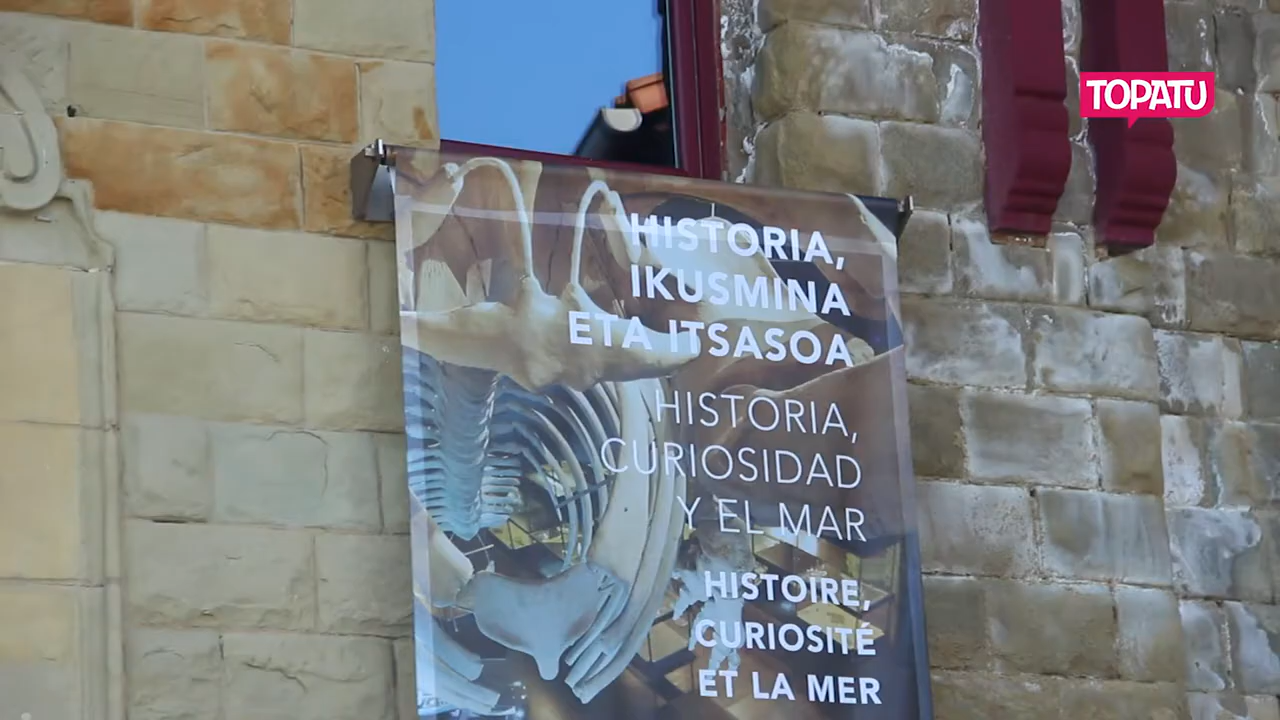 TOPATU
HISTORIA,
IKUSMINA
ETA ITSASOA
HISTORIA,
CURIOSIDAD
Y EL MAR
HISTOIRE,
CURIOSITÉ
ET LA MER